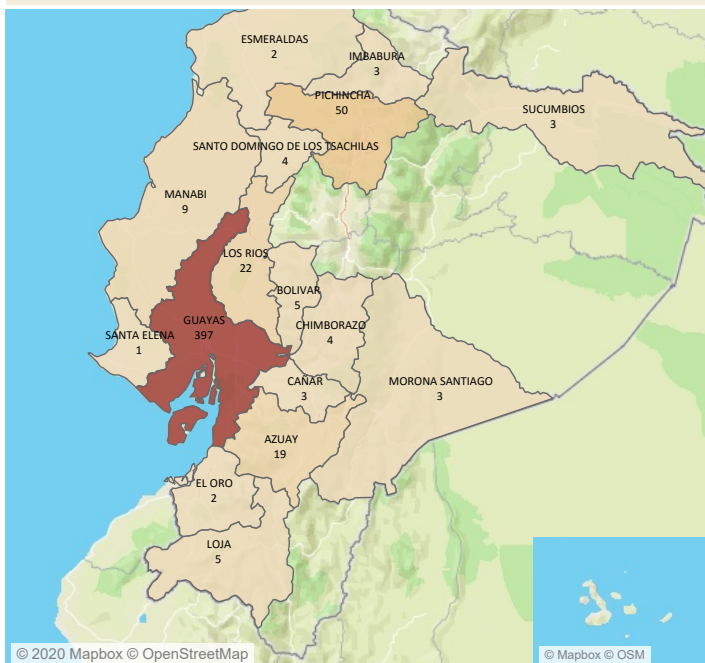 ESMERALDAS
2
IMBABURA
3
PICHINCHA
50
SUCUMBIOS
3
SANTO DOMINGO DE LOS TSACHILAS
4
MANABI
9
LOS RIOS
22
BOLIVAR
5
GUAYAS
397
CHIMBORAZO
4
SANTA ELENA
1
CAÑAR
3
MORONA SANTIAGO
3
AZUAY
19
EL ORO
2
LOJA
5
© 2020 Mapbox © OpenStreetMap
© Mapbox © OSM